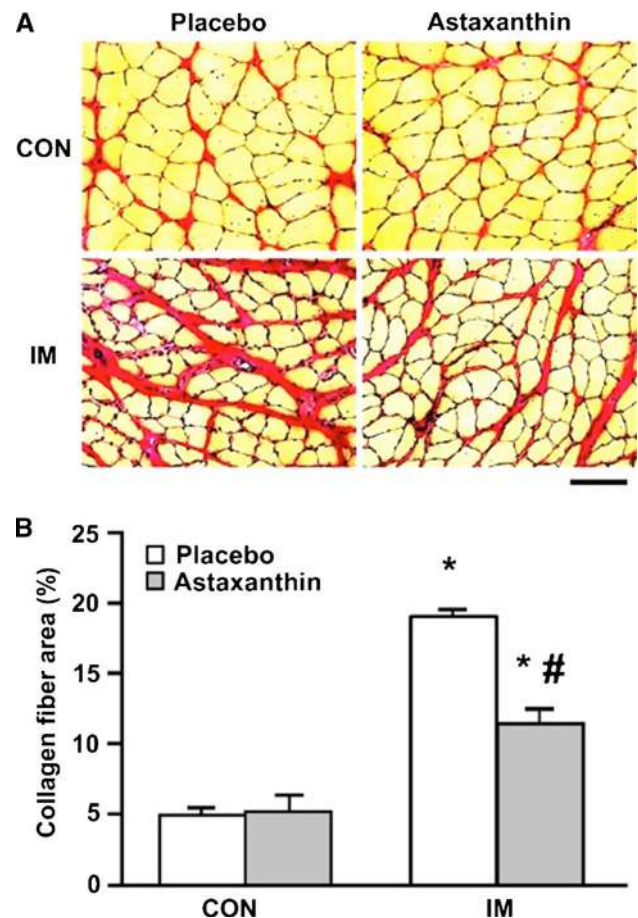 A Placebo Astaxanthin
CON
IM
B
25
20
15
10
5
0
Collagen fiber area (%)
Placebo
Astaxanthin
*
* #
CON IM